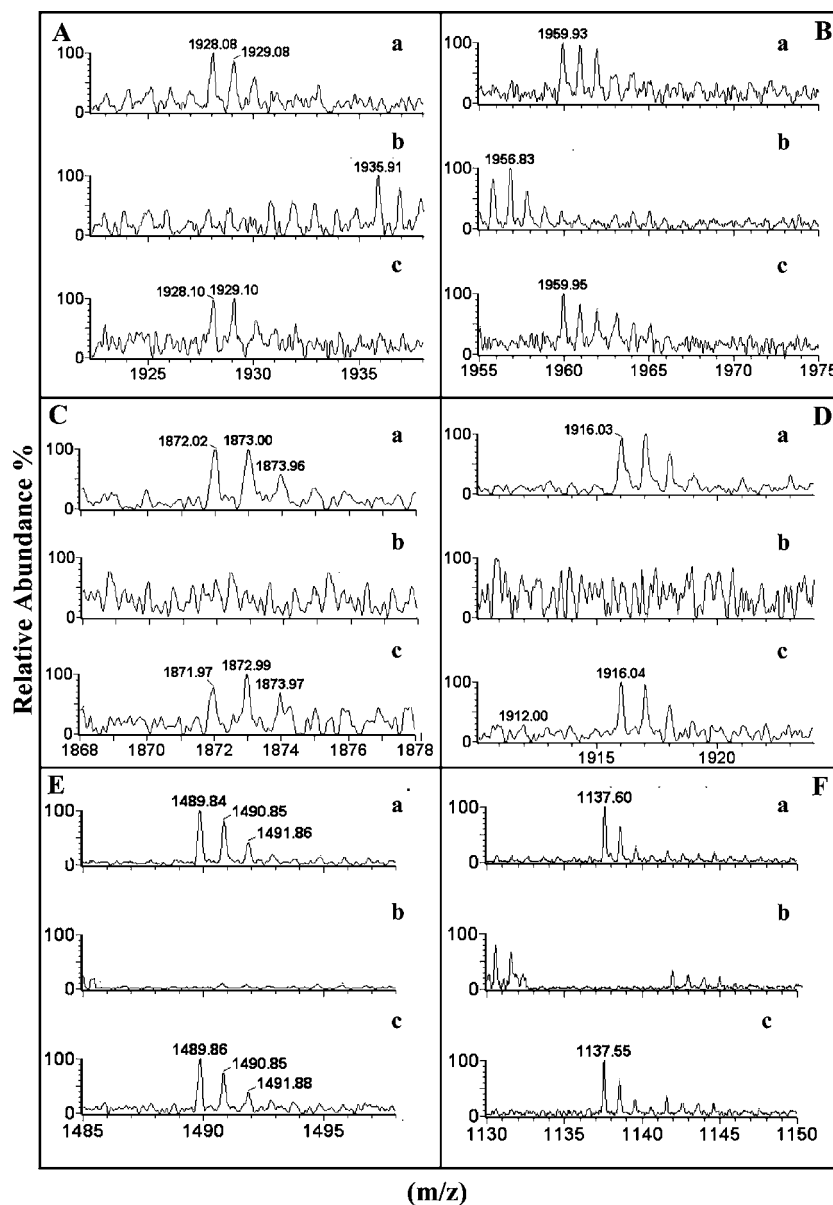 Relative Abundance %
A
a
1928.08
1929.08
100
0
b
1935.91
100
0
c
1928.10
1929.10
100
0
1925 1930 1935
B
a
1959.93
100
0
b
1956.83
100
0
c
1959.95
100
0
1955 1960 1965 1970 1975
C
a
1872.02
1873.00
1873.96
100
0
b
100
0
c
1871.97
1872.99
1873.97
100
0
1868 1870 1872 1874 1876 1878
D
a
1916.03
100
0
b
100
0
c
1916.04
1912.00
100
0
1915 1920
E
a
1489.84
1490.85
1491.86
100
0
b
100
0
c
1489.86
1490.85
1491.88
100
0
1485 1490 1495
F
a
1137.60
100
0
b
100
0
c
1137.55
100
0
1130 1135 1140 1145 1150
(m/z)